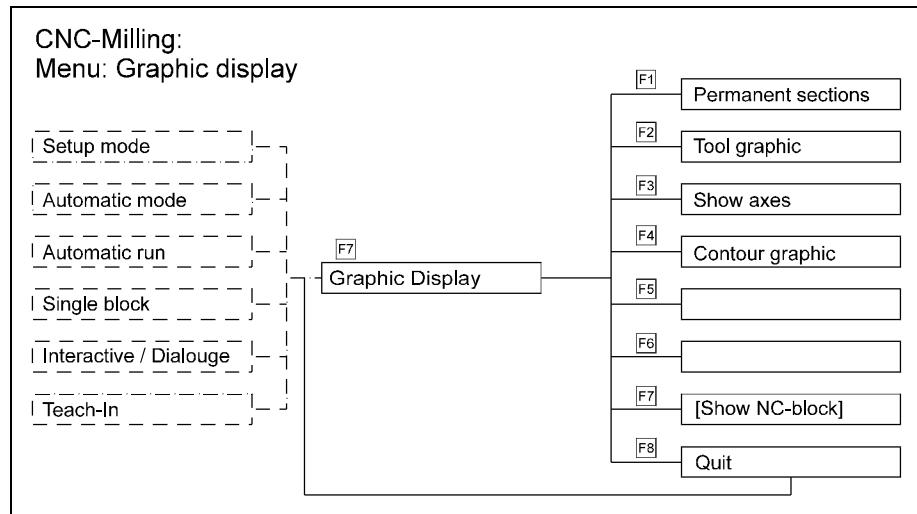 CNC-Milling:
Menu: Graphic display
Setup mode
Automatic mode
Automatic run
Single block
Interactive / Dialouge
Teach-In
F7
Graphic Display
F1
Permanent sections
F2
Tool graphic
F3
Show axes
F4
Contour graphic
F5
F6
F7
[Show NC-block]
F8
Quit